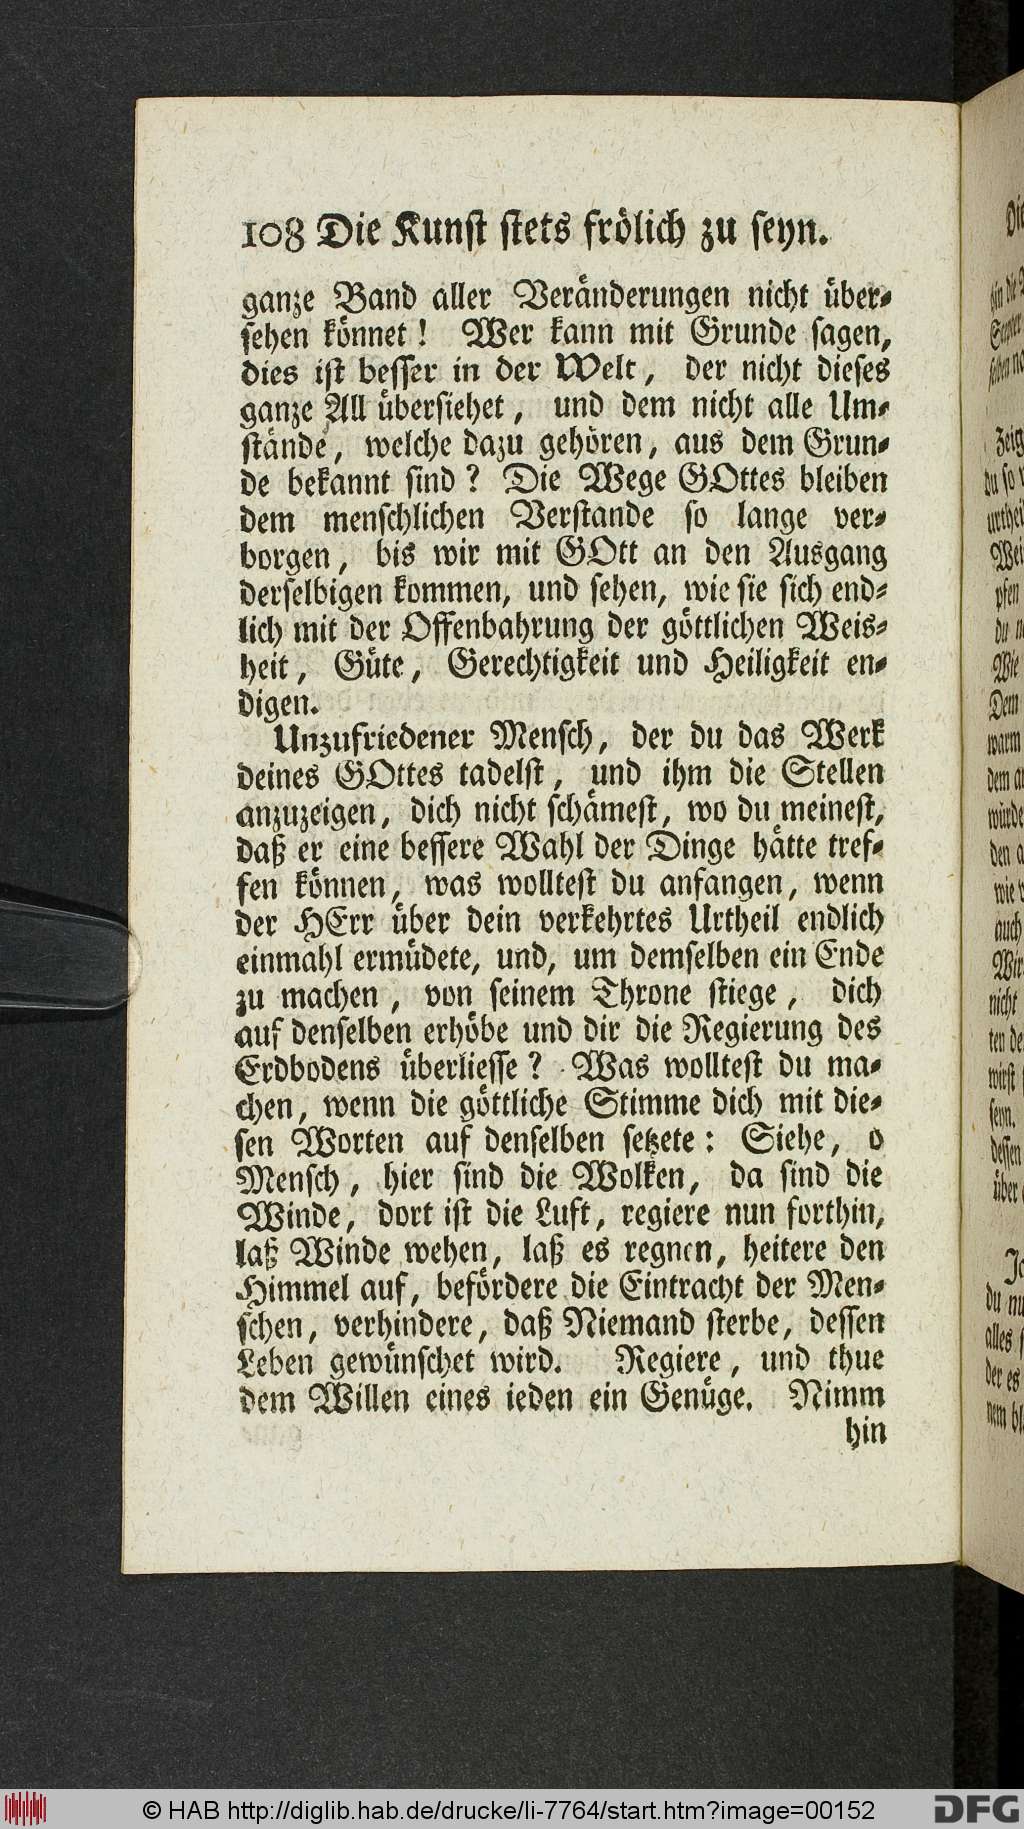 108 Die Kunst stets frölich zu seyn.
ganze Band aller Veränderungen nicht über-
sehen könnet! Wer kann mit Grunde sagen,
dies ist besser in der Welt, der nicht dieses
ganze All übersiehet, und dem nicht alle Um-
stände, welche dazu gehören, aus dem Grun-
de bekannt sind? Die Wege GOttes bleiben
dem menschlichen Verstande so lange ver-
borgen, bis wir mit GOtt an den Ausgang
derselbigen kommen, und sehen, wie sie sich end-
lich mit der Offenbahrung der göttlichen Weis-
heit, Güte, Gerechtigkeit und Heiligkeit en-
digen.
Unzufriedener Mensch, der du das Werk
deines GOttes tadelst, und ihm die Stellen
anzuzeigen, dich nicht schämest, wo du meinest,
daß er eine bessere Wahl der Dinge hätte tref-
fen können, was wolltest du anfangen, wenn
der HErr über dein verkehrtes Urtheil endlich
einmahl ermüdete, und, um demselben ein Ende
zu machen, von seinem Throne stiege, dich
auf denselben erhöbe und dir die Regierung des
Erdbodens überliesse? Was wolltest du ma-
chen, wenn die göttliche Stimme dich mit die-
sen Worten auf denselben setzete: Siehe, o
Mensch, hier sind die Wolken, da sind die
Winde, dort ist die Luft, regiere nun forthin,
laß Winde wehen, laß es regnen, heitere den
Himmel auf, befördere die Eintracht der Men-
schen, verhindere, daß Niemand sterbe, dessen
Leben gewünschet wird. Regiere, und thue
dem Willen eines ieden ein Genüge. Nimm
hin
© HAB http://diglib.hab.de/drucke/li-7764/start.htm?image=00152
DFG